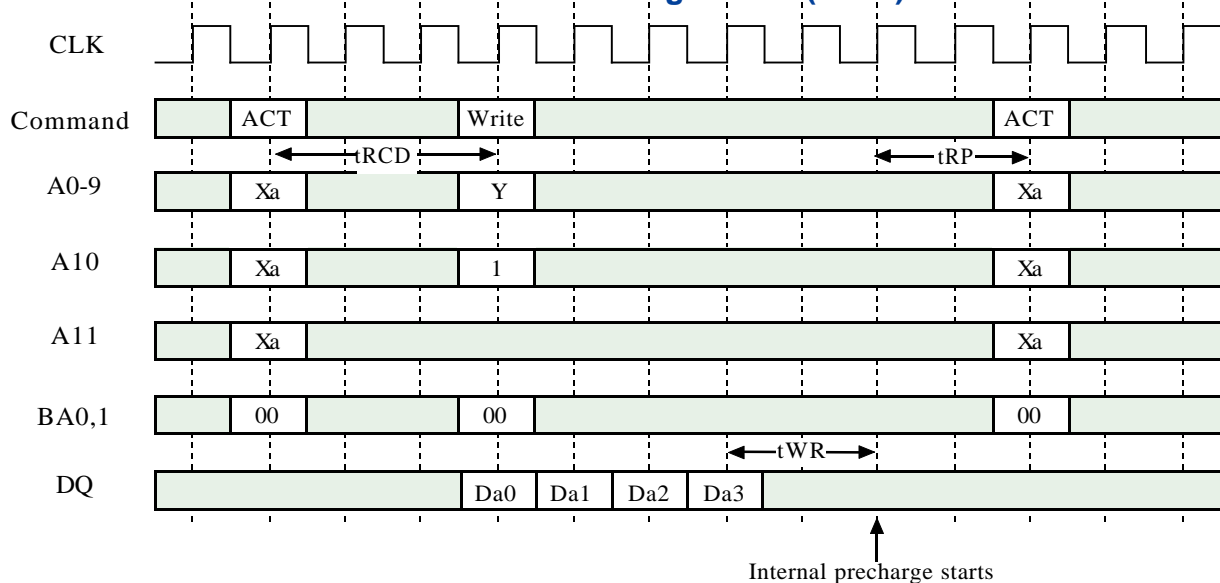 CLK
Command ACT Write ACT
tRCD tRP
A0-9 Xa Y Xa
A10 Xa 1 Xa
A11 Xa Xa
BA0,1 00 00 00
tWR
DQ Da0 Da1 Da2 Da3
Internal precharge starts